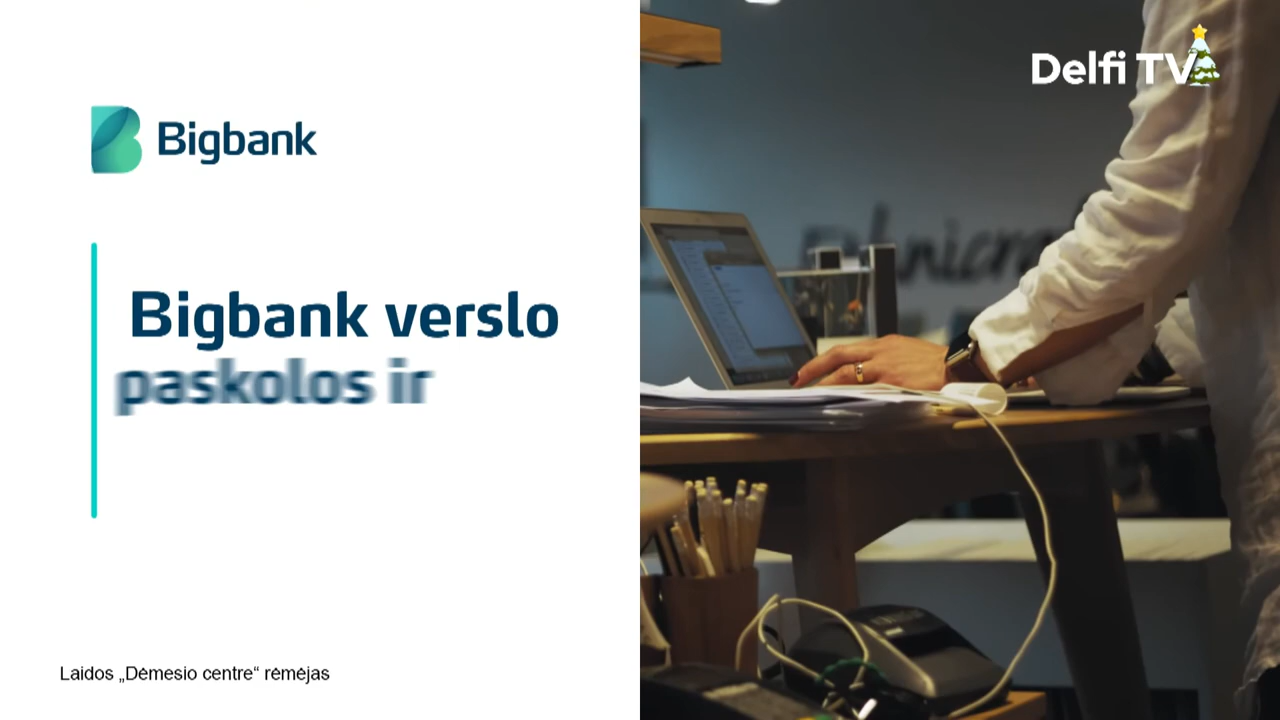 Delfi TV
Bigbank
Bigbank verslo
paskolos ir
Laidos „Dėmesio centre“ rėmėjas